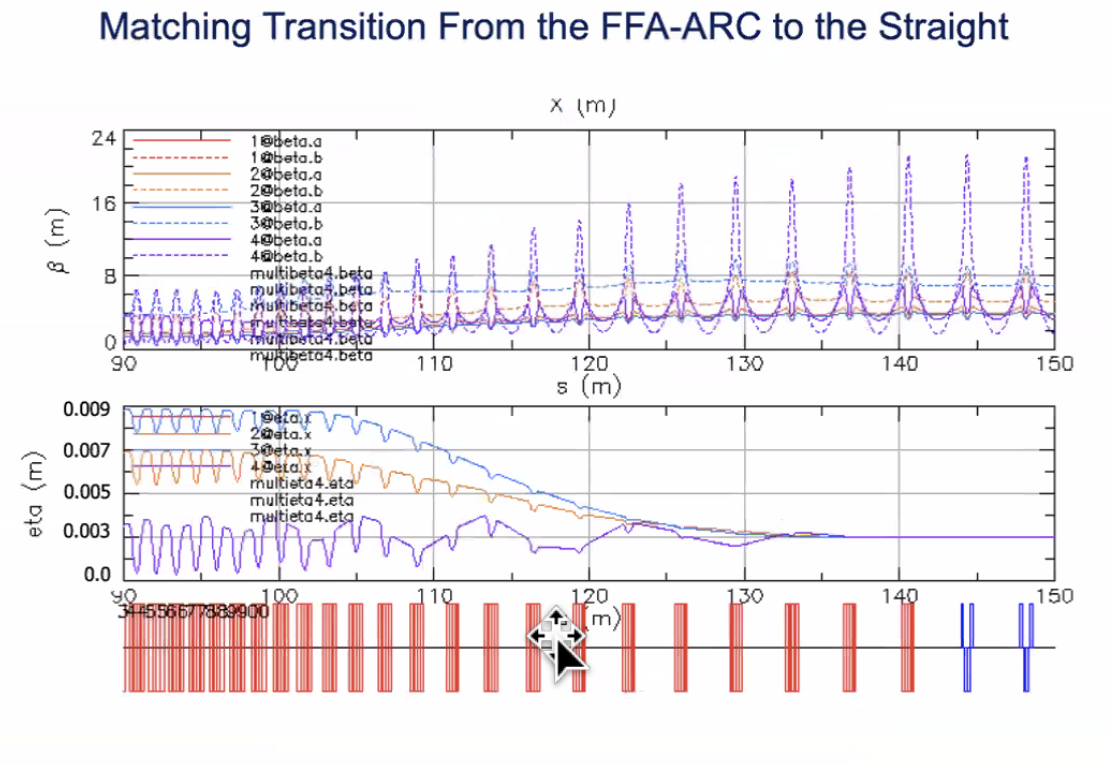 Matching Transition From the FFA-ARC to the Straight
X (m)
24
16
8
0
β (m)
1@beta.a
1@beta.b
2@beta.a
2@beta.b
3@beta.a
3@beta.b
4@beta.a
4@beta.b
multibeta4.beta
multibeta4.beta
multibeta4.beta
multibeta4.beta
multibeta4.beta
multibeta4.beta
90 100 110 120 130 140 150
s (m)
0.009
0.007
0.005
0.003
0.0
eta (m)
1@eta.x
2@eta.x
3@eta.x
4@eta.x
multieta4.eta
multieta4.eta
multieta4.eta
90 100 110 120 130 140 150
(m)